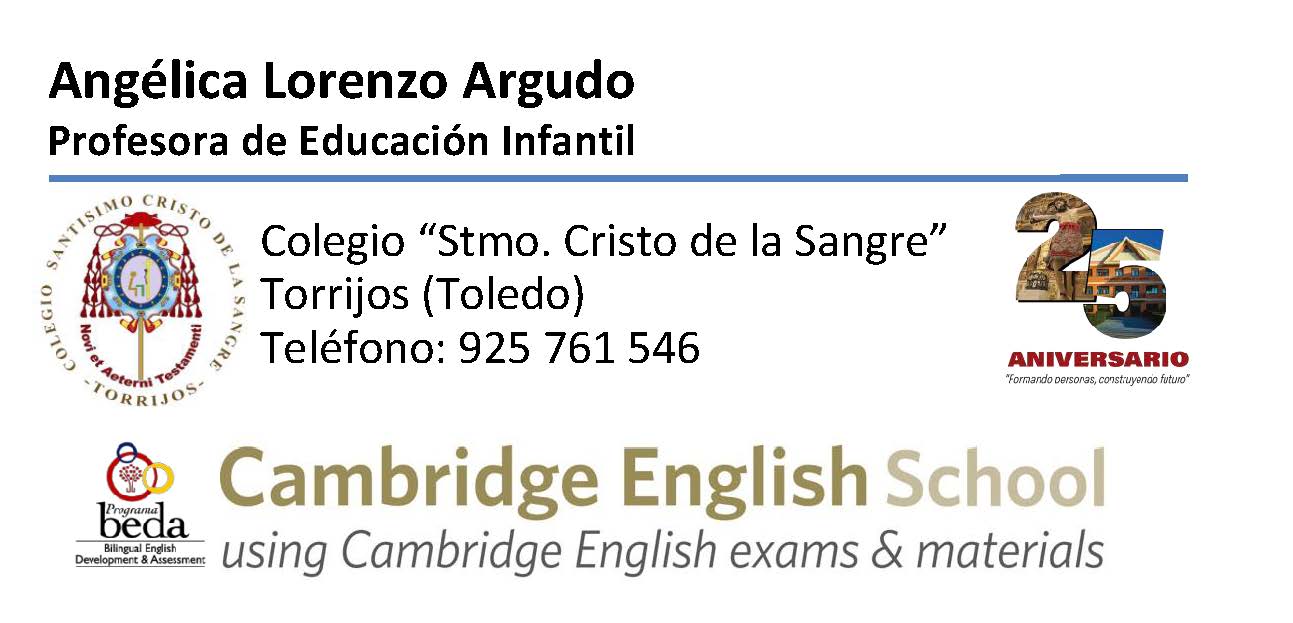 Angélica Lorenzo Argudo
Profesora de Educación Infantil
COLEGIO SANTISIMO CRISTO DE LA SANGRE
Novi et Aeterni Testamenti
-TORRIJOS-
Colegio “Stmo. Cristo de la Sangre”
Torrijos (Toledo)
Teléfono: 925 761 546
25
ANIVERSARIO
"Formando personas, construyendo futuro"
Programa
beda
Bilingual English
Development & Assessment
Cambridge English School
using Cambridge English exams & materials